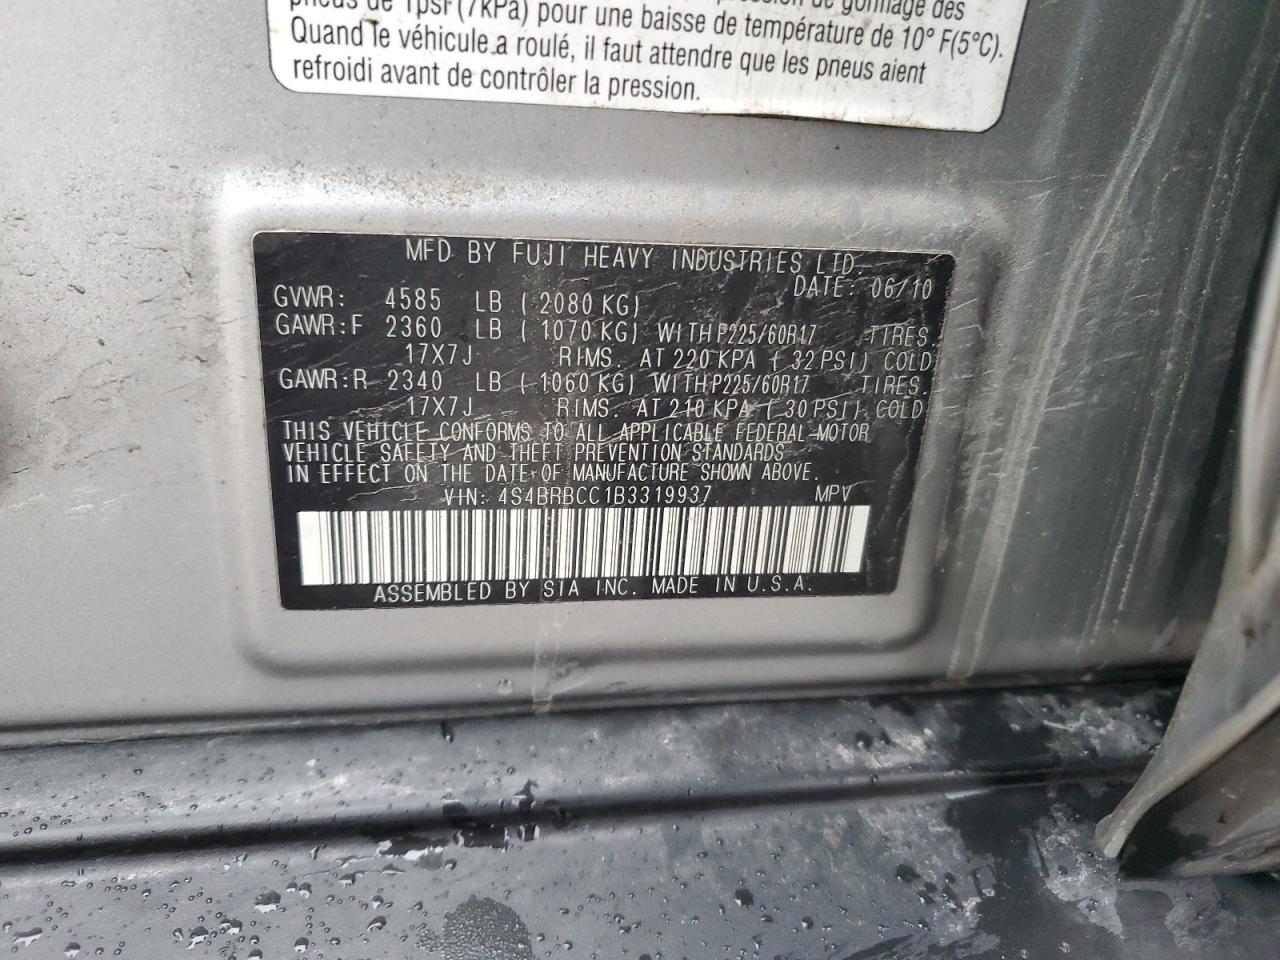 pneus de 1psi (7kPa) pour une baisse de température de 10° F(5°C).
Quand le véhicule a roulé, il faut attendre que les pneus aient
refroidi avant de contrôler la pression.
MFD BY FUJI HEAVY INDUSTRIES LTD.
DATE: 06/10
GVWR: 4585 LB (2080 KG)
GAWR:F 2360 LB (1070 KG) WITH P225/60R17 TIRES.
17X7J RIMS. AT 220 KPA (32 PSI) COLD
GAWR:R 2340 LB (1060 KG) WITH P225/60R17 TIRES.
17X7J RIMS. AT 210 KPA (30 PSI) COLD
THIS VEHICLE CONFORMS TO ALL APPLICABLE FEDERAL MOTOR
VEHICLE SAFETY AND THEFT PREVENTION STANDARDS
IN EFFECT ON THE DATE OF MANUFACTURE SHOWN ABOVE.
VIN: 4S4BRBCC1B3319937 MPV
ASSEMBLED BY SIA INC. MADE IN U.S.A.